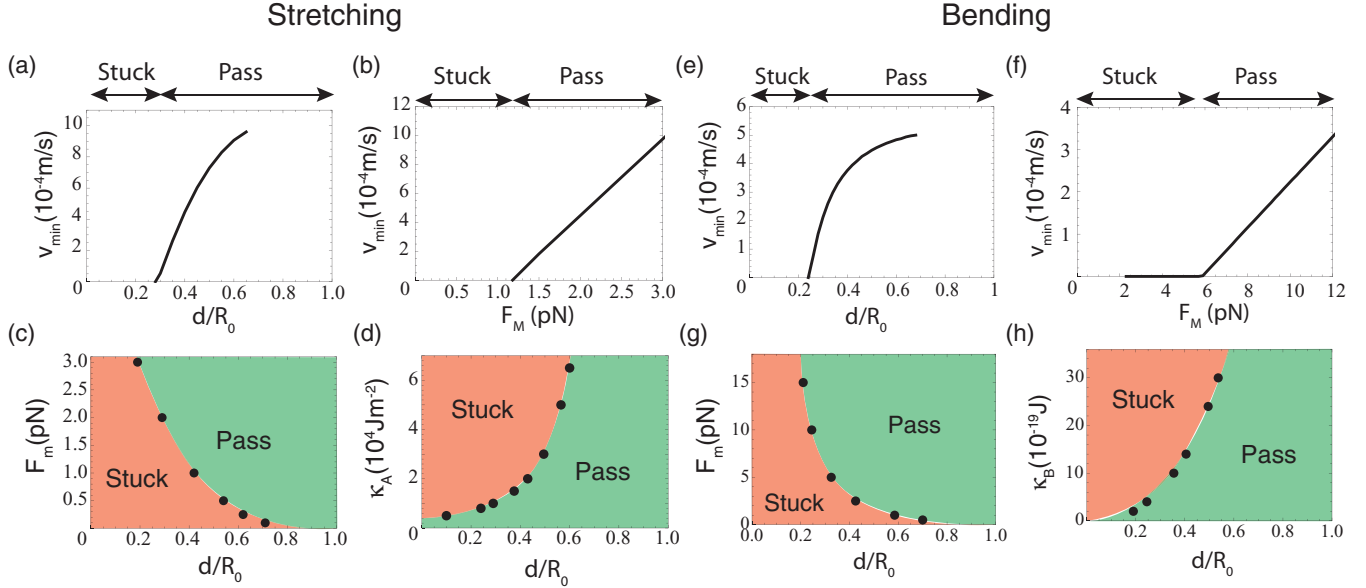 Stretching
Bending
(a)
Stuck
Pass
v_min(10^-4m/s)
10
8
6
4
2
0
0.2
0.4
0.6
0.8
1.0
d/R_0
(b)
Stuck
Pass
v_min(10^-4m/s)
12
10
8
6
4
2
0
0.5
1.0
1.5
2.0
2.5
3.0
F_M (pN)
(e)
Stuck
Pass
v_min(10^-4m/s)
6
5
4
3
2
1
0
0.2
0.4
0.6
0.8
1
d/R_0
(f)
Stuck
Pass
v_min(10^-4m/s)
4
3
2
1
0
2
4
6
8
10
12
F_M (pN)
(c)
F_m(pN)
3.0
2.5
2.0
1.5
1.0
0.5
0.0
Stuck
Pass
0.2
0.4
0.6
0.8
1.0
d/R_0
(d)
κ_A(10^4Jm^-2)
6
4
2
0
Stuck
Pass
0.2
0.4
0.6
0.8
1.0
d/R_0
(g)
F_m(pN)
15
10
5
0
Stuck
Pass
0.0
0.2
0.4
0.6
0.8
1.0
d/R_0
(h)
κ_B(10^-19J)
30
20
10
0
Stuck
Pass
0.2
0.4
0.6
0.8
1.0
d/R_0